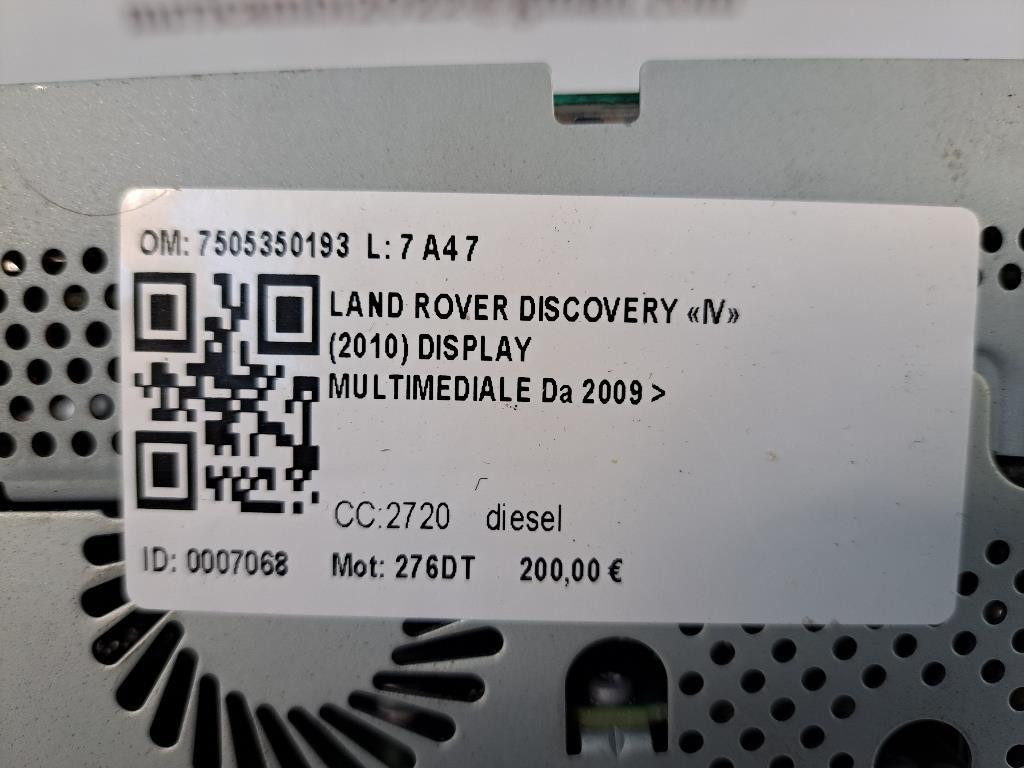 OM: 7505350193 L: 7 A47
LAND ROVER DISCOVERY «IV»
(2010) DISPLAY
MULTIMEDIALE Da 2009 >
CC:2720 diesel
ID: 0007068 Mot: 276DT 200,00 €